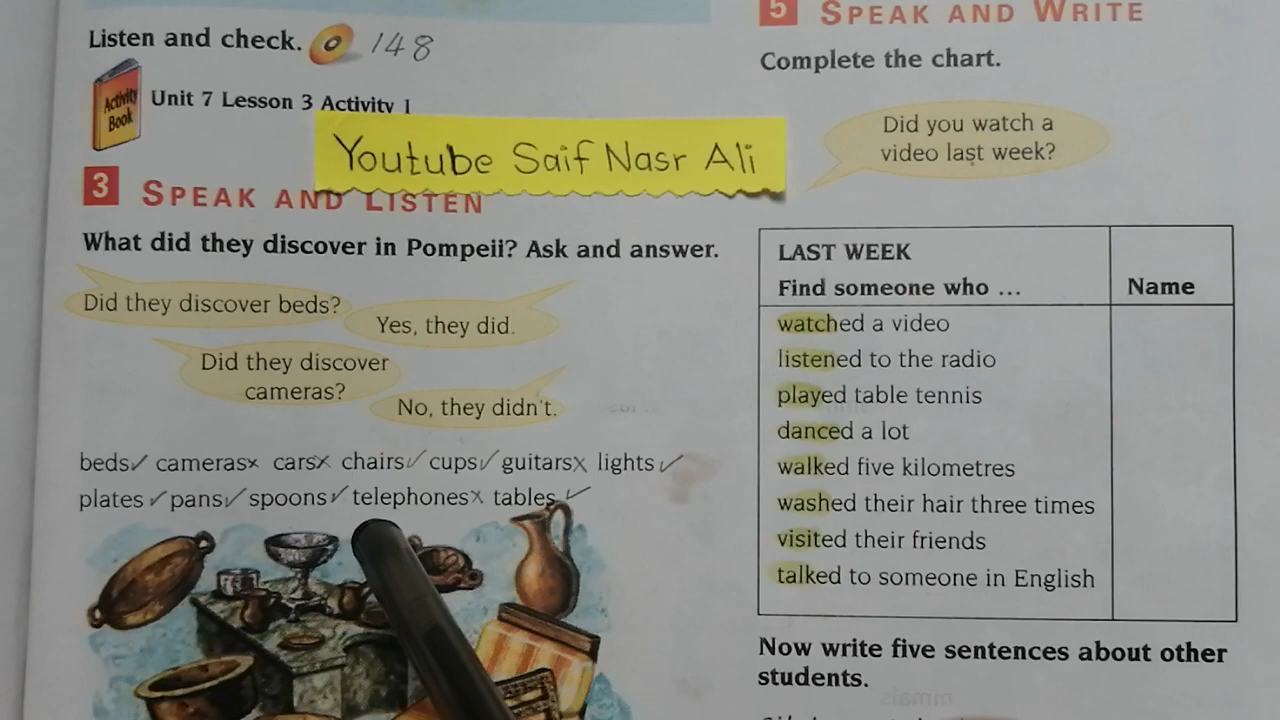 Listen and check. 148
Activity
Book
Unit 7 Lesson 3 Activity 1
Youtube Saif Nasr Ali
3 SPEAK AND LISTEN
What did they discover in Pompeii? Ask and answer.
Did they discover beds?
Yes, they did.
Did they discover
cameras?
No, they didn't.
beds✓ cameras× cars× chairs✓ cups✓ guitars× lights✓
plates✓ pans✓ spoons✓ telephones× tables✓
5 SPEAK AND WRITE
Complete the chart.
Did you watch a
video last week?
LAST WEEK
Find someone who ... Name
watched a video
listened to the radio
played table tennis
danced a lot
walked five kilometres
washed their hair three times
visited their friends
talked to someone in English
Now write five sentences about other
students.